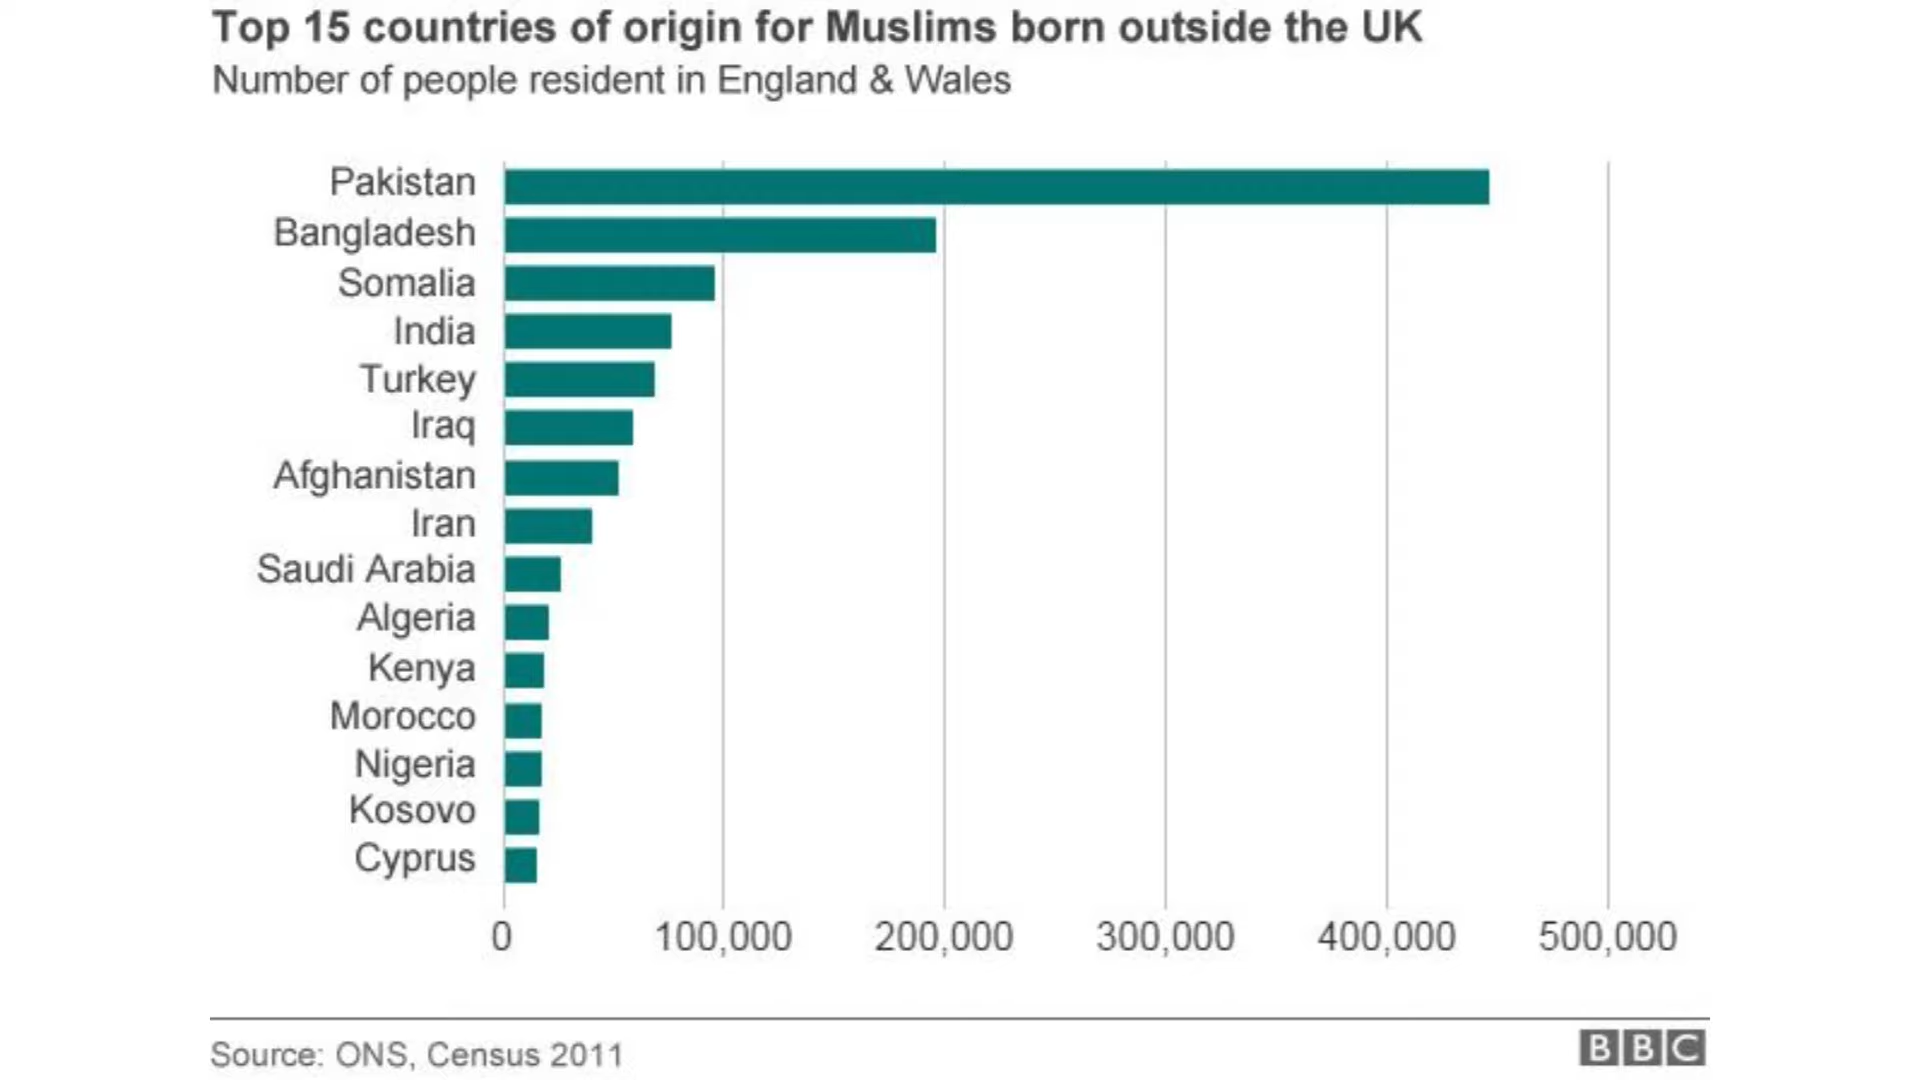 Top 15 countries of origin for Muslims born outside the UK
Number of people resident in England & Wales
Pakistan
Bangladesh
Somalia
India
Turkey
Iraq
Afghanistan
Iran
Saudi Arabia
Algeria
Kenya
Morocco
Nigeria
Kosovo
Cyprus
0 100,000 200,000 300,000 400,000 500,000
Source: ONS, Census 2011
BBC